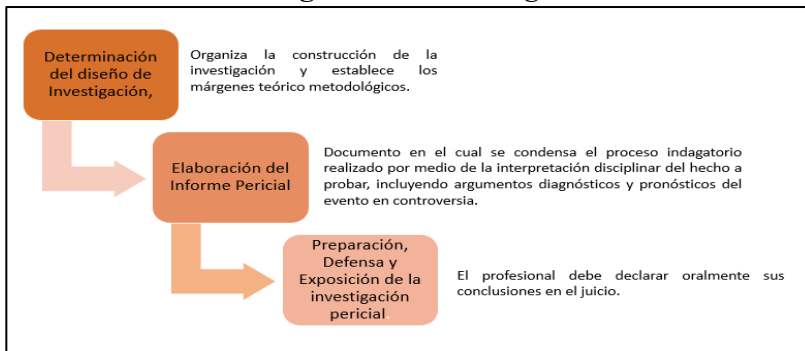 Determinación
del diseño de
Investigación,
Organiza la construcción de la
investigación y establece los
márgenes teórico metodológicos.
Elaboración del
Informe Pericial
Documento en el cual se condensa el proceso indagatorio
realizado por medio de la interpretación disciplinar del hecho a
probar, incluyendo argumentos diagnósticos y pronósticos del
evento en controversia.
Preparación,
Defensa y
Exposición de la
investigación
pericial.
El profesional debe declarar oralmente sus
conclusiones en el juicio.